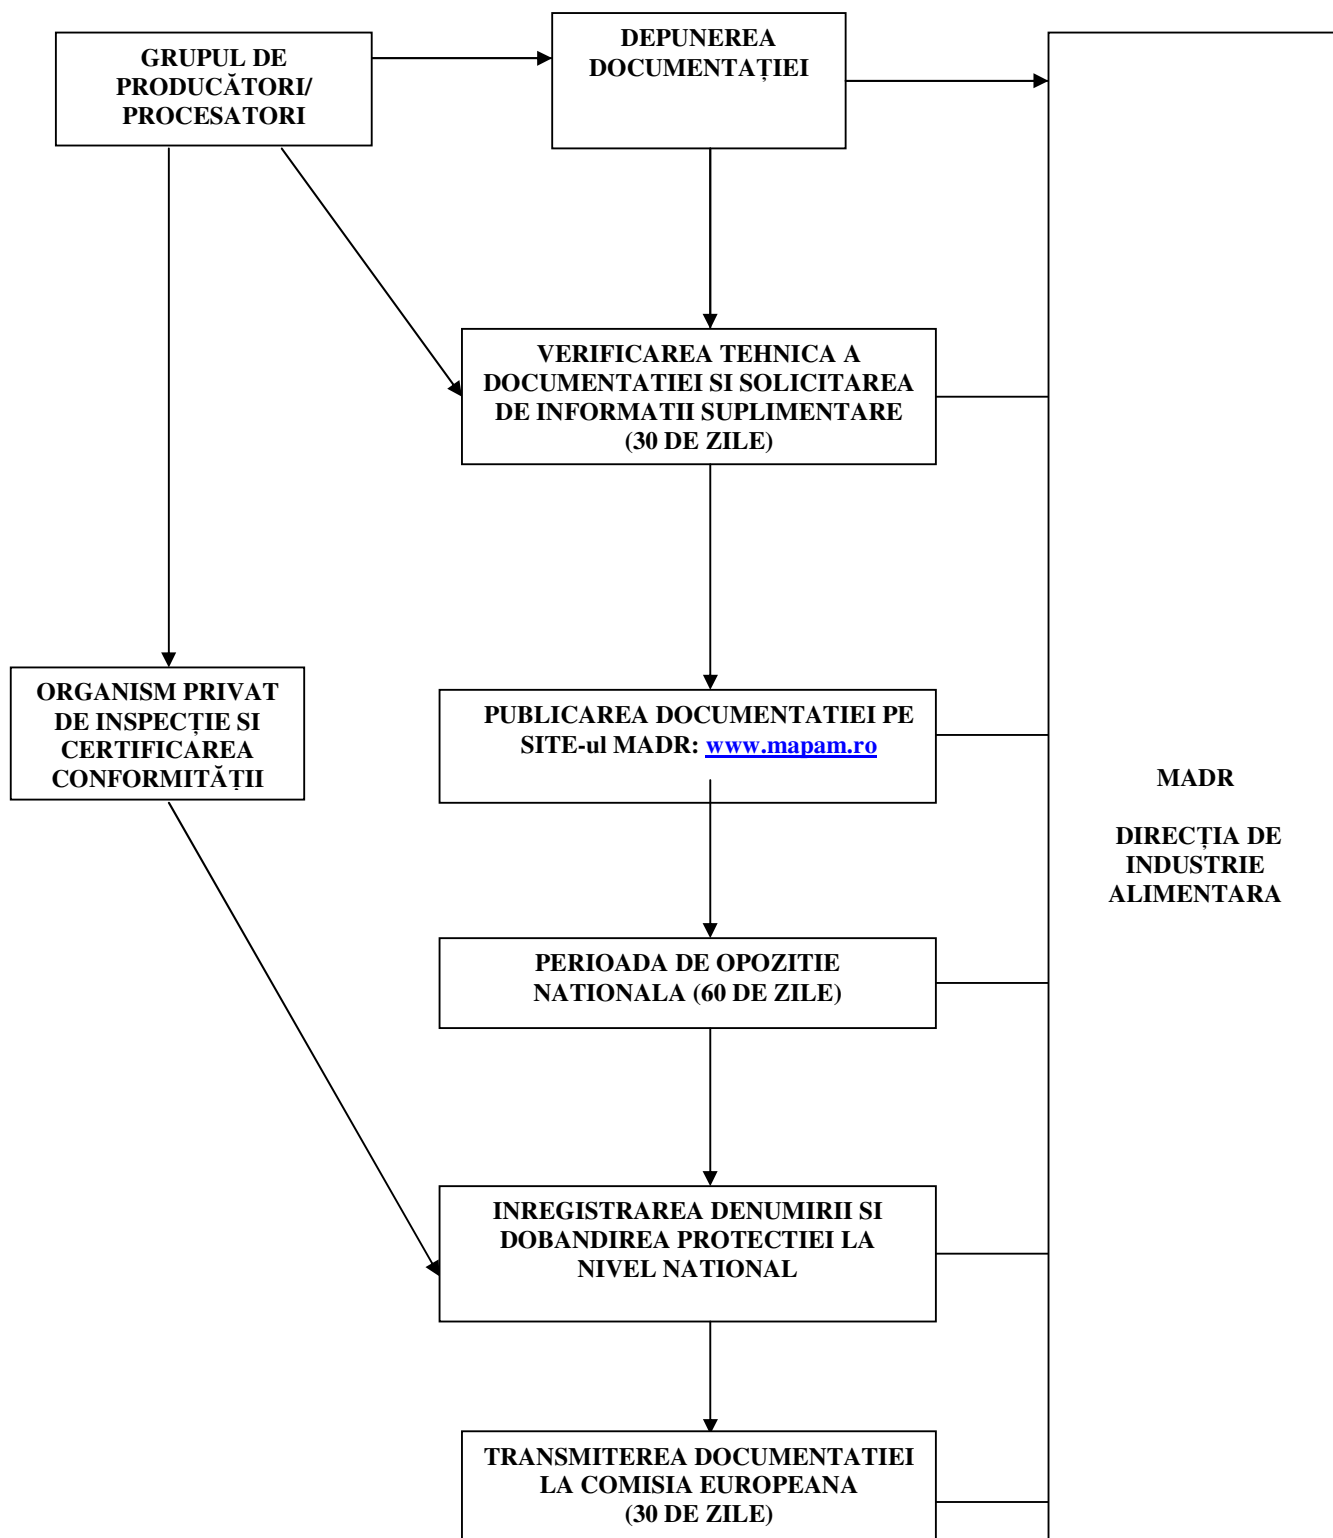 GRUPUL DE
PRODUCĂTORI/
PROCESATORI
DEPUNEREA
DOCUMENTAȚIEI
VERIFICAREA TEHNICA A
DOCUMENTATIEI SI SOLICITAREA
DE INFORMATII SUPLIMENTARE
(30 DE ZILE)
ORGANISM PRIVAT
DE INSPECȚIE SI
CERTIFICAREA
CONFORMITĂȚII
PUBLICAREA DOCUMENTATIEI PE
SITE-ul MADR: www.mapam.ro
MADR
DIRECȚIA DE
INDUSTRIE
ALIMENTARA
PERIOADA DE OPOZITIE
NATIONALA (60 DE ZILE)
INREGISTRAREA DENUMIRII SI
DOBANDIREA PROTECTIEI LA
NIVEL NATIONAL
TRANSMITEREA DOCUMENTATIEI
LA COMISIA EUROPEANA
(30 DE ZILE)